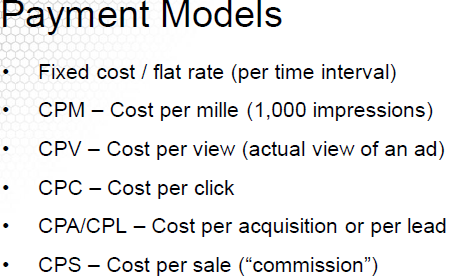 Payment Models
• Fixed cost / flat rate (per time interval)
• CPM – Cost per mille (1,000 impressions)
• CPV – Cost per view (actual view of an ad)
• CPC – Cost per click
• CPA/CPL – Cost per acquisition or per lead
• CPS – Cost per sale (“commission”)